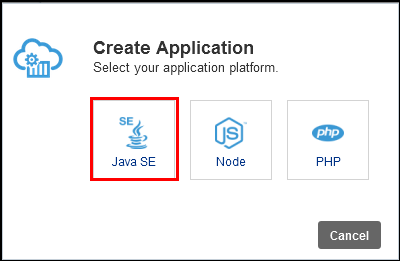 Create Application
Select your application platform.
SE
JS
php
Java SE
Node
PHP
Cancel